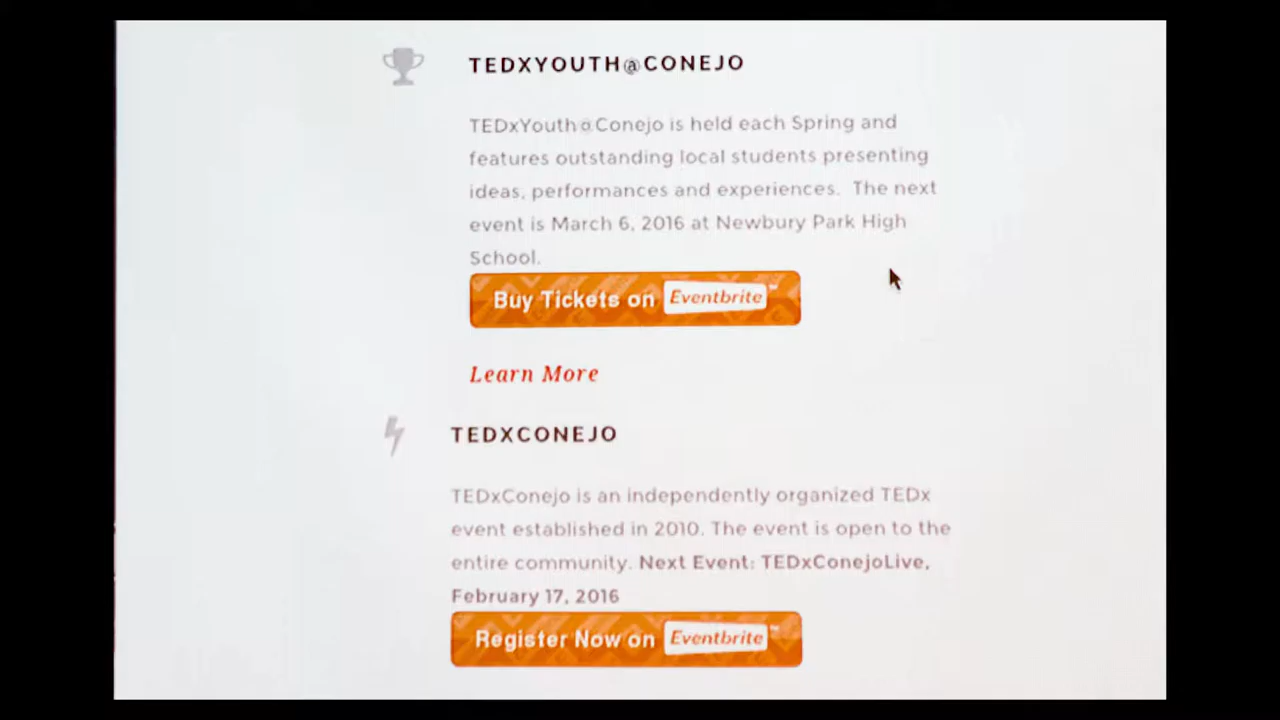 TEDXYOUTH@CONEJO
TEDxYouth@Conejo is held each Spring and
features outstanding local students presenting
ideas, performances and experiences. The next
event is March 6, 2016 at Newbury Park High
School.
Buy Tickets on Eventbrite™
Learn More
TEDXCONEJO
TEDxConejo is an independently organized TEDx
event established in 2010. The event is open to the
entire community. Next Event: TEDxConejoLive,
February 17, 2016
Register Now on Eventbrite™